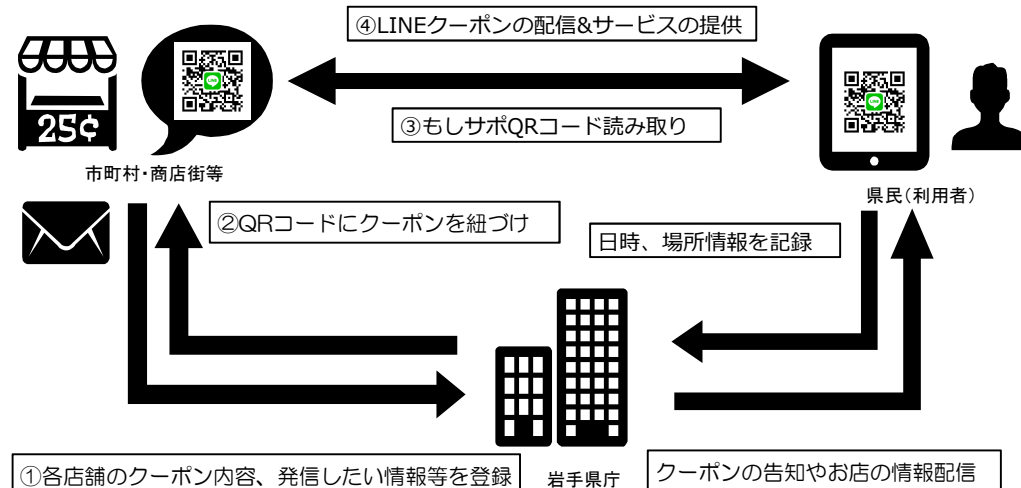 ④LINEクーポンの配信&サービスの提供
③もしサポQRコード読み取り
25¢
LINE
LINE
市町村・商店街等
県民(利用者)
②QRコードにクーポンを紐づけ
日時、場所情報を記録
①各店舗のクーポン内容、発信したい情報等を登録
岩手県庁
クーポンの告知やお店の情報配信